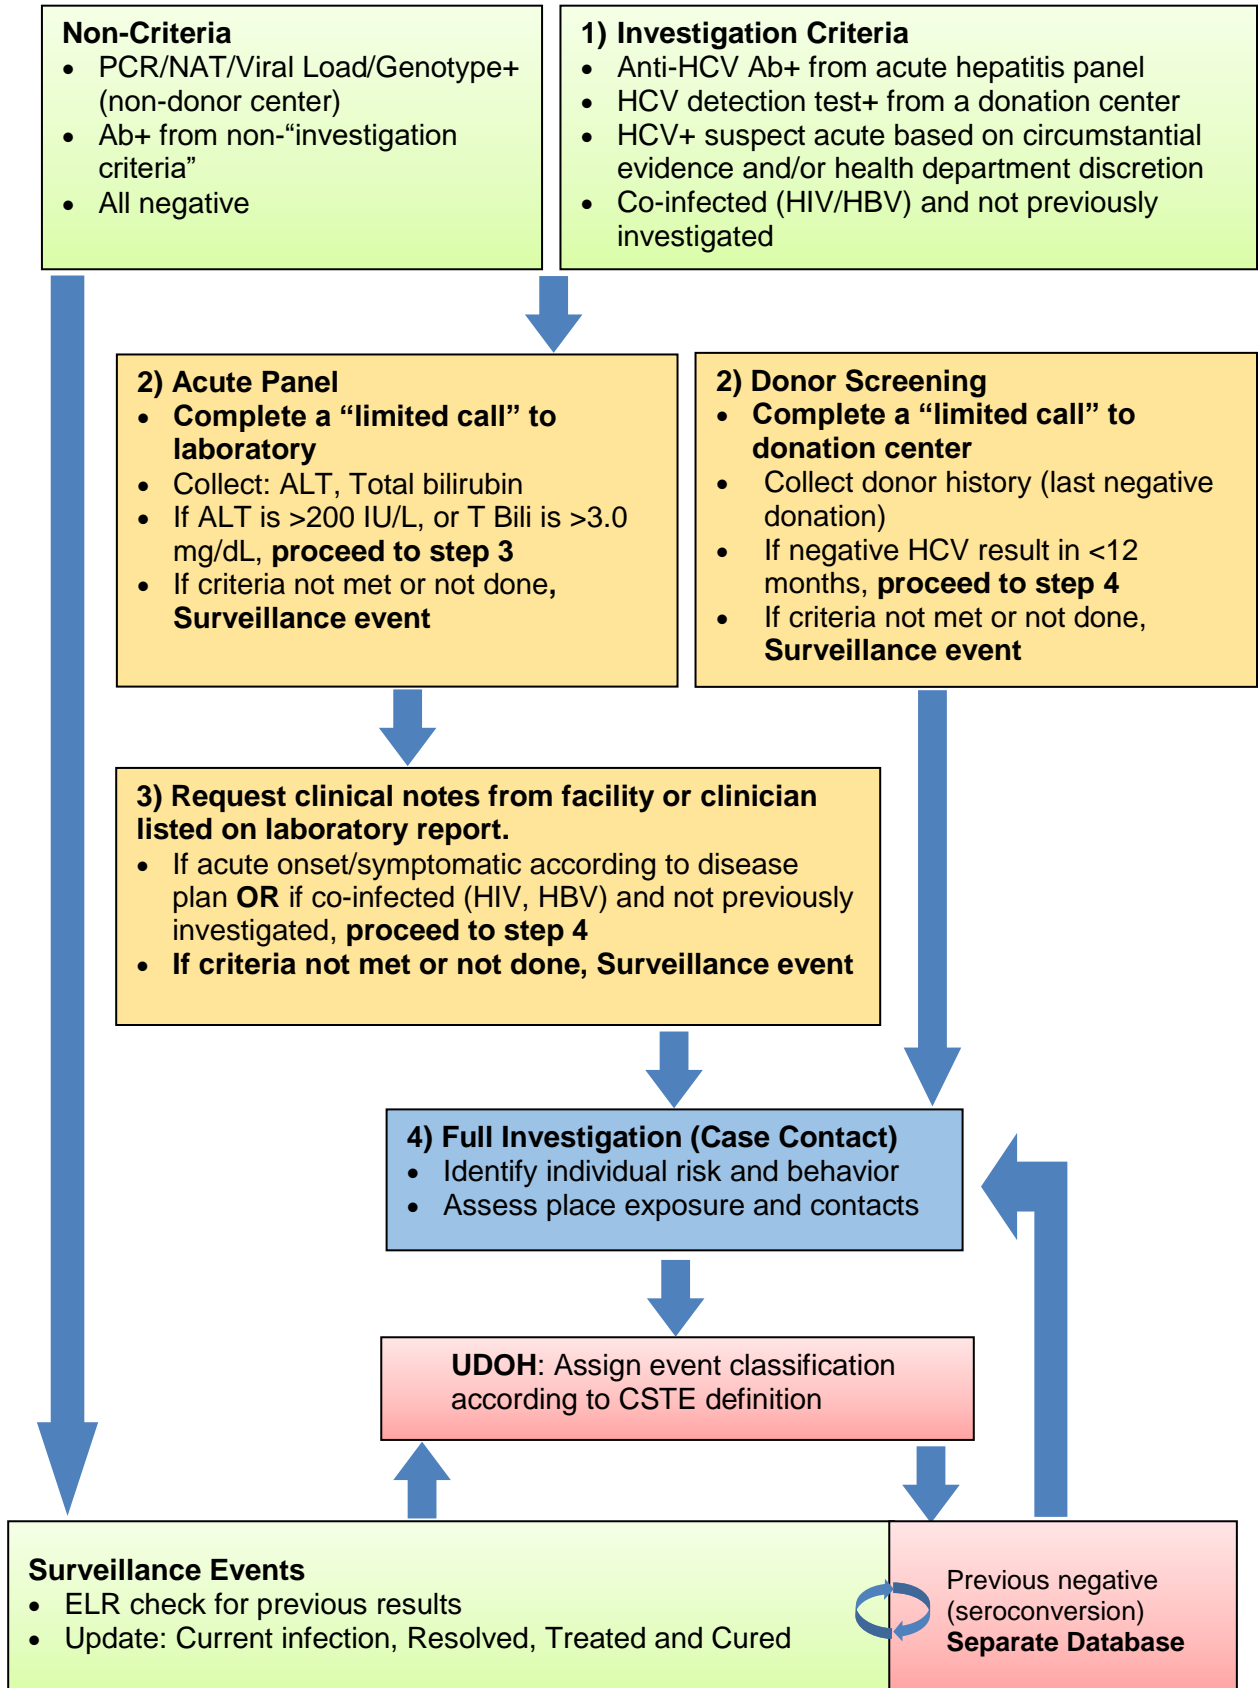 Non-Criteria
• PCR/NAT/Viral Load/Genotype+
(non-donor center)
• Ab+ from non-“investigation
criteria”
• All negative
1) Investigation Criteria
• Anti-HCV Ab+ from acute hepatitis panel
• HCV detection test+ from a donation center
• HCV+ suspect acute based on circumstantial
evidence and/or health department discretion
• Co-infected (HIV/HBV) and not previously
investigated
2) Acute Panel
• Complete a “limited call” to
laboratory
• Collect: ALT, Total bilirubin
• If ALT is >200 IU/L, or T Bili is >3.0
mg/dL, proceed to step 3
• If criteria not met or not done,
Surveillance event
2) Donor Screening
• Complete a “limited call” to
donation center
• Collect donor history (last negative
donation)
• If negative HCV result in <12
months, proceed to step 4
• If criteria not met or not done,
Surveillance event
3) Request clinical notes from facility or clinician
listed on laboratory report.
• If acute onset/symptomatic according to disease
plan OR if co-infected (HIV, HBV) and not previously
investigated, proceed to step 4
• If criteria not met or not done, Surveillance event
4) Full Investigation (Case Contact)
• Identify individual risk and behavior
• Assess place exposure and contacts
UDOH: Assign event classification
according to CSTE definition
Surveillance Events
• ELR check for previous results
• Update: Current infection, Resolved, Treated and Cured
Previous negative
(seroconversion)
Separate Database